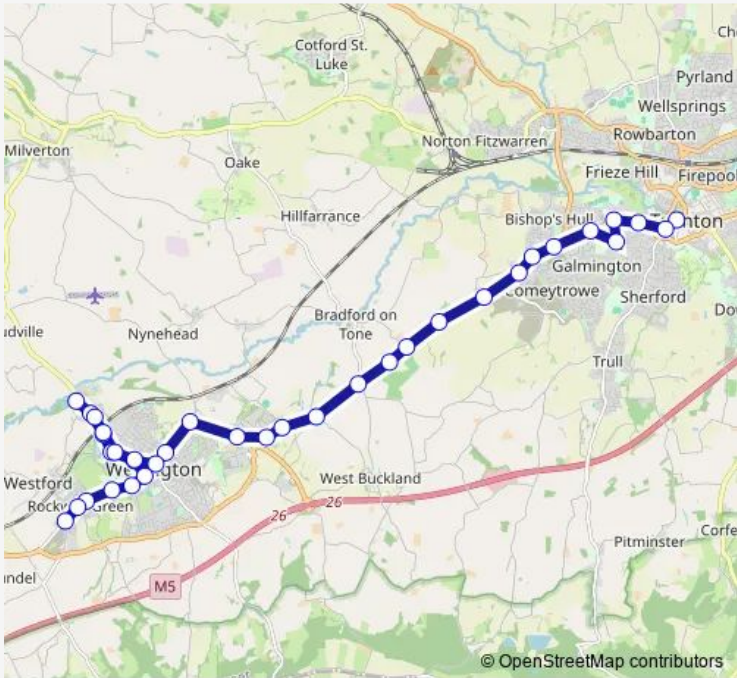 Cotford St.
Luke
Pyrland
Wellsprings
Norton Fitzwarren
Rowbarton
Milverton
Oake
Frieze Hill
Firepool
Hillfarrance
Bishop's Hull
Galmington
Comeytrowe
Sherford
Bradford on
Tone
Nynehead
Trull
Westford
West Buckland
26
26
Pitminster
M5
© OpenStreetMap contributors